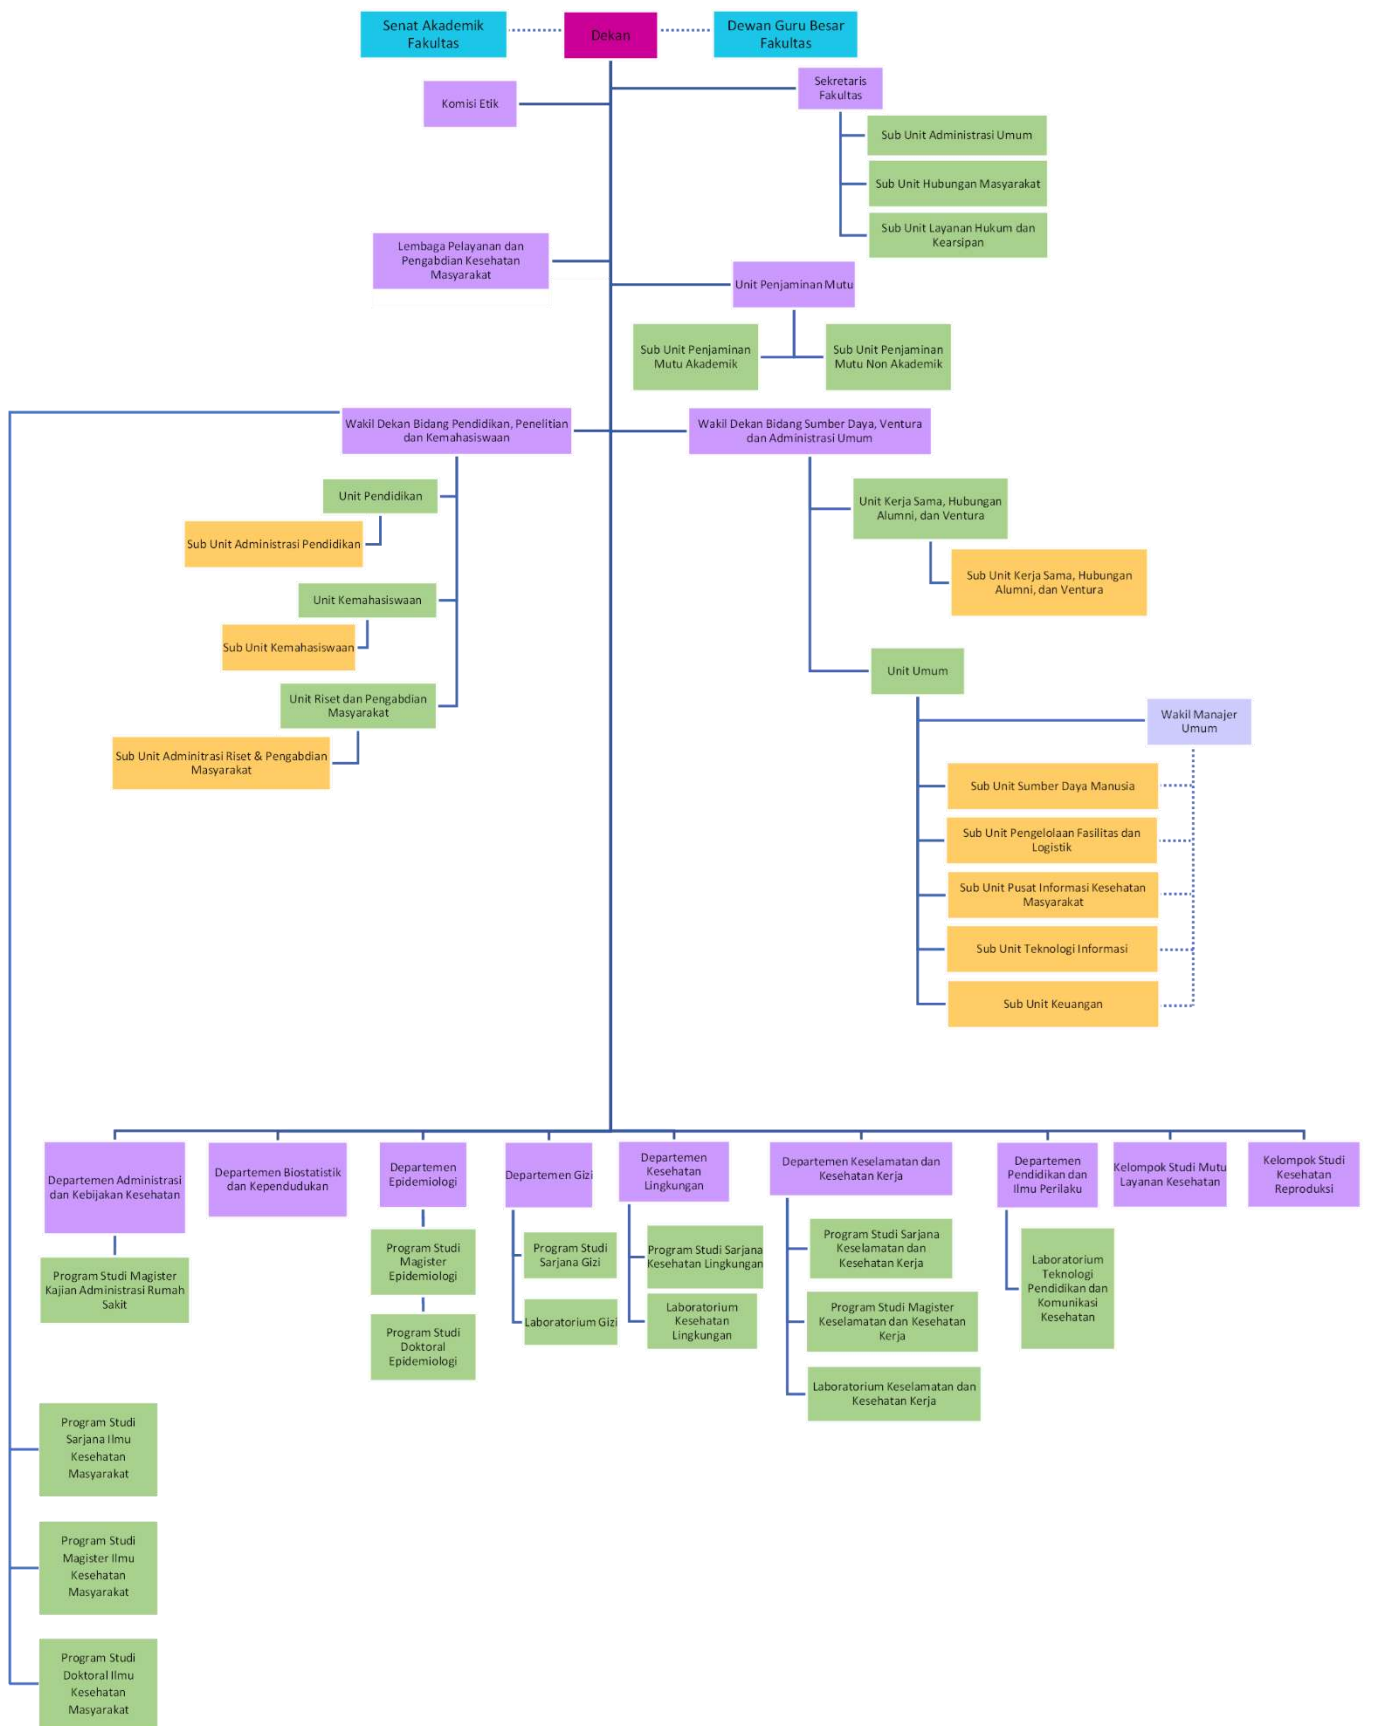 Senat Akademik
Fakultas
Dekan
Dewan Guru Besar
Fakultas
Komisi Etik
Sekretaris
Fakultas
Sub Unit Administrasi Umum
Sub Unit Hubungan Masyarakat
Sub Unit Layanan Hukum dan
Kearsipan
Lembaga Pelayanan dan
Pengabdian Kesehatan
Masyarakat
Unit Penjaminan Mutu
Sub Unit Penjaminan
Mutu Akademik
Sub Unit Penjaminan
Mutu Non Akademik
Wakil Dekan Bidang Pendidikan, Penelitian
dan Kemahasiswaan
Wakil Dekan Bidang Sumber Daya, Ventura
dan Administrasi Umum
Unit Pendidikan
Sub Unit Administrasi Pendidikan
Unit Kemahasiswaan
Sub Unit Kemahasiswaan
Unit Riset dan Pengabdian
Masyarakat
Sub Unit Adminitrasi Riset & Pengabdian
Masyarakat
Unit Kerja Sama, Hubungan
Alumni, dan Ventura
Sub Unit Kerja Sama, Hubungan
Alumni, dan Ventura
Unit Umum
Wakil Manajer
Umum
Sub Unit Sumber Daya Manusia
Sub Unit Pengelolaan Fasilitas dan
Logistik
Sub Unit Pusat Informasi Kesehatan
Masyarakat
Sub Unit Teknologi Informasi
Sub Unit Keuangan
Departemen Administrasi
dan Kebijakan Kesehatan
Program Studi Magister
Kajian Administrasi Rumah
Sakit
Departemen Biostatistik
dan Kependudukan
Departemen
Epidemiologi
Program Studi
Magister
Epidemiologi
Program Studi
Doktoral
Epidemiologi
Departemen Gizi
Program Studi
Sarjana Gizi
Laboratorium Gizi
Departemen
Kesehatan
Lingkungan
Program Studi Sarjana
Kesehatan Lingkungan
Laboratorium
Kesehatan
Lingkungan
Departemen Keselamatan dan
Kesehatan Kerja
Program Studi Sarjana
Keselamatan dan
Kesehatan Kerja
Program Studi Magister
Keselamatan dan Kesehatan
Kerja
Laboratorium Keselamatan dan
Kesehatan Kerja
Departemen
Pendidikan dan
Ilmu Perilaku
Laboratorium
Teknologi
Pendidikan dan
Komunikasi
Kesehatan
Kelompok Studi Mutu
Layanan Kesehatan
Kelompok Studi
Kesehatan
Reproduksi
Program Studi
Sarjana Ilmu
Kesehatan
Masyarakat
Program Studi
Magister Ilmu
Kesehatan
Masyarakat
Program Studi
Doktoral Ilmu
Kesehatan
Masyarakat